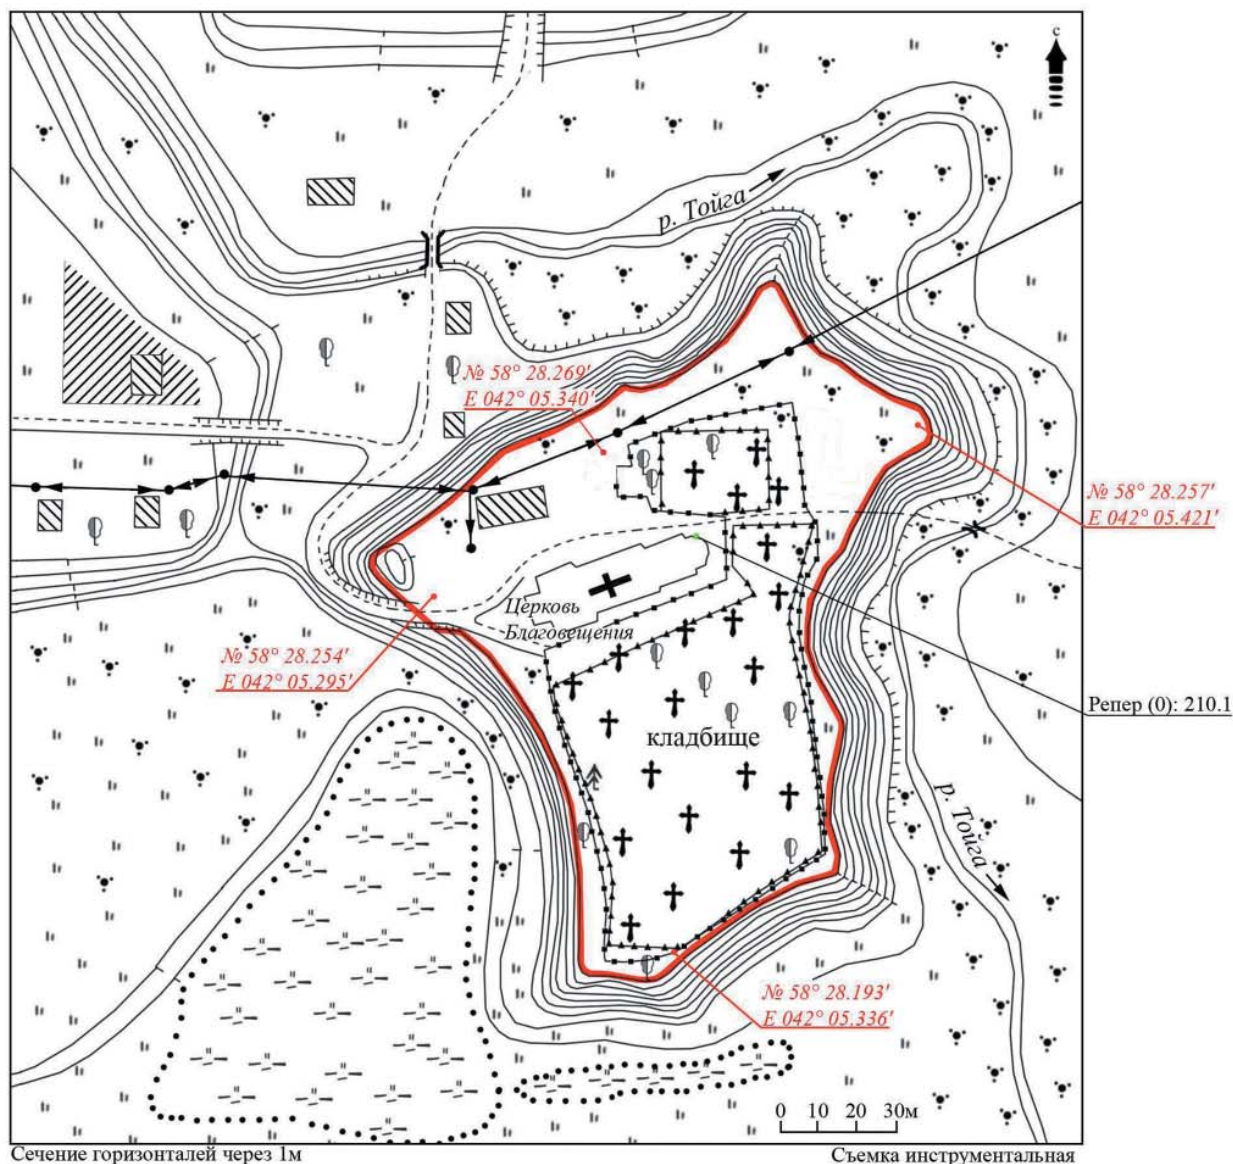 с
р. Тойга
№ 58° 28.269'
E 042° 05.340'
№ 58° 28.257'
E 042° 05.421'
Церковь
Благовещения
№ 58° 28.254'
E 042° 05.295'
Репер (0): 210.1
кладбище
р. Тойга
№ 58° 28.193'
E 042° 05.336'
0 10 20 30м
Сечение горизонталей через 1м
Съемка инструментальная